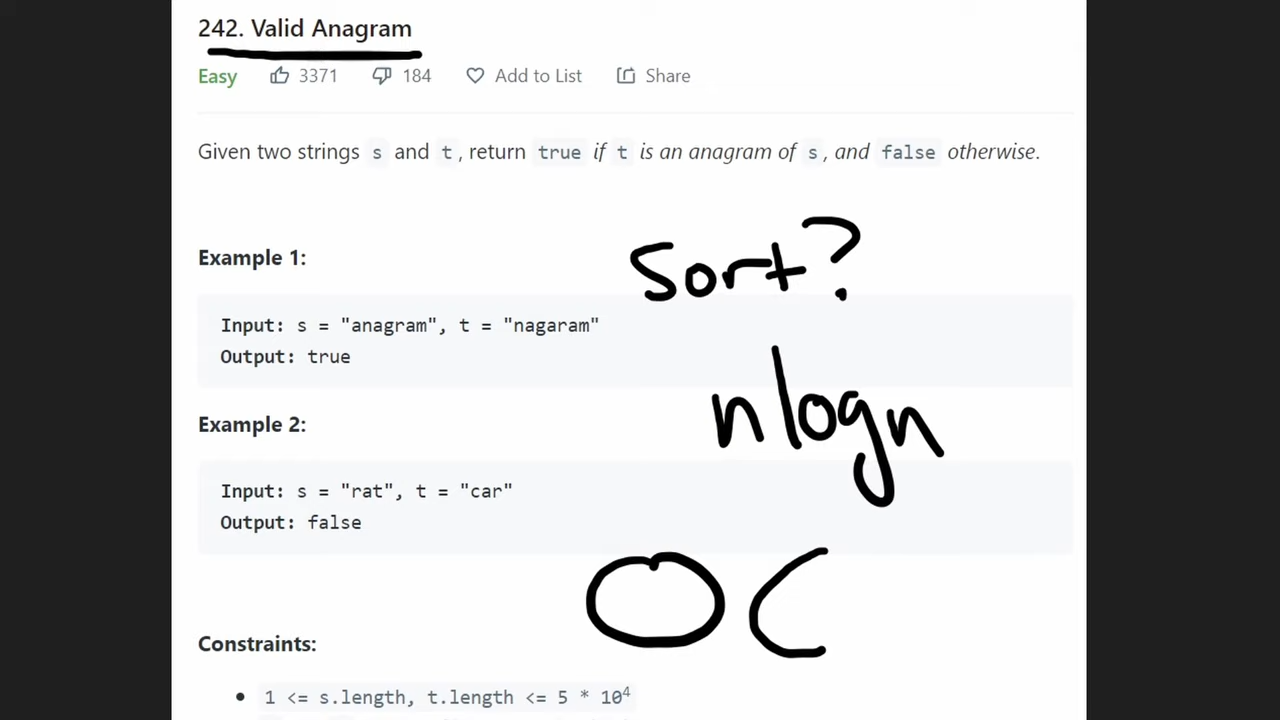 242. Valid Anagram
Easy 3371 184 Add to List Share
Given two strings s and t, return true if t is an anagram of s, and false otherwise.
Sort?
Example 1:
Input: s = "anagram", t = "nagaram"
Output: true
nlogn
Example 2:
Input: s = "rat", t = "car"
Output: false
O(
Constraints:
• 1 <= s.length, t.length <= 5 * 10⁴